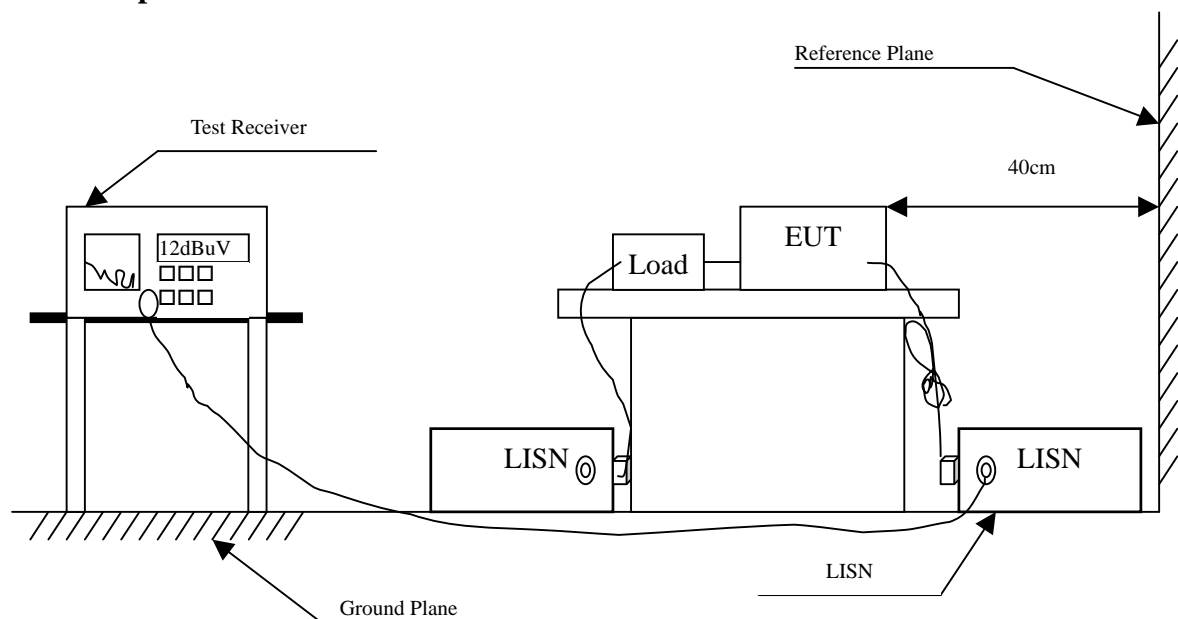 Reference Plane
Test Receiver
40cm
12dBuV
EUT
Load
LISN
LISN
LISN
Ground Plane